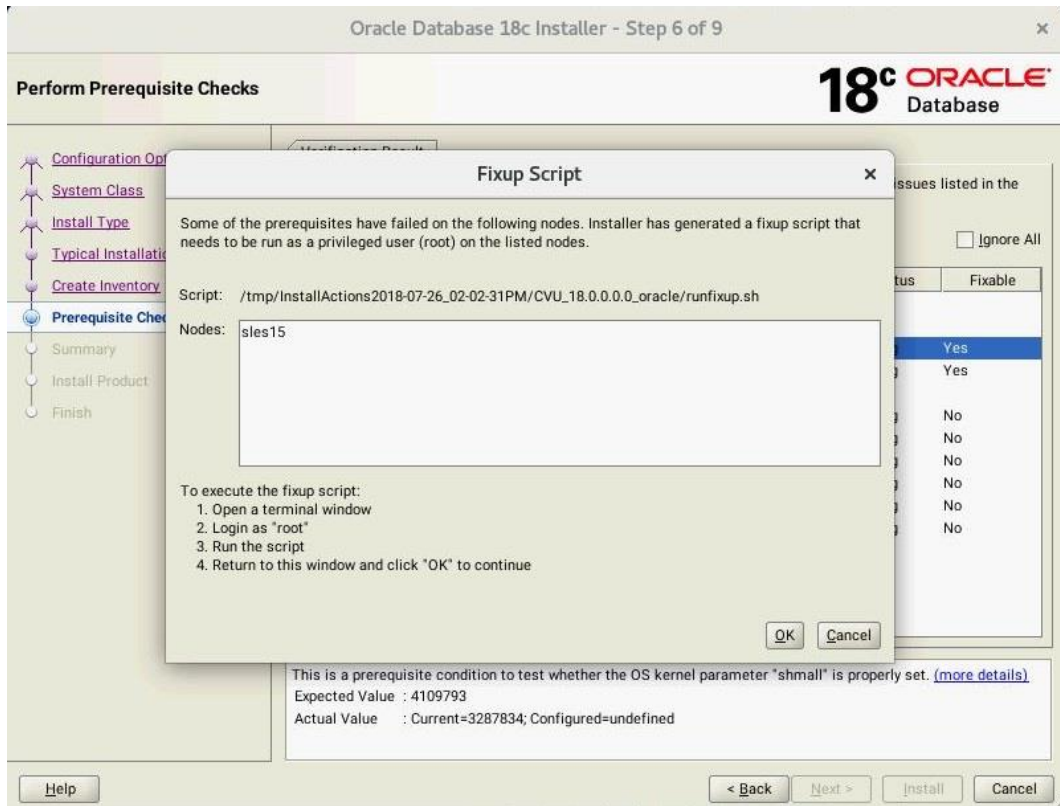 Oracle Database 18c Installer - Step 6 of 9
Perform Prerequisite Checks
18c ORACLE
Database
Configuration
System Class
Install Type
Typical
Create Inventory
Prerequisite
Summary
Install Product
Finish
issues listed in the
Ignore All
Fixable
Yes
Yes
No
No
No
No
No
No
Fixup Script
Some of the prerequisites have failed on the following nodes. Installer has generated a fixup script that
needs to be run as a privileged user (root) on the listed nodes.
Script: /tmp/InstallActions2018-07-26_02-02-31PM/CVU_18.0.0.0.0_oracle/runfixup.sh
Nodes: sles15
To execute the fixup script:
1. Open a terminal window
2. Login as "root"
3. Run the script
4. Return to this window and click "OK" to continue
OK Cancel
This is a prerequisite condition to test whether the OS kernel parameter "shmall" is properly set. (more details)
Expected Value : 4109793
Actual Value : Current=3287834; Configured=undefined
Help < Back Next > Install Cancel